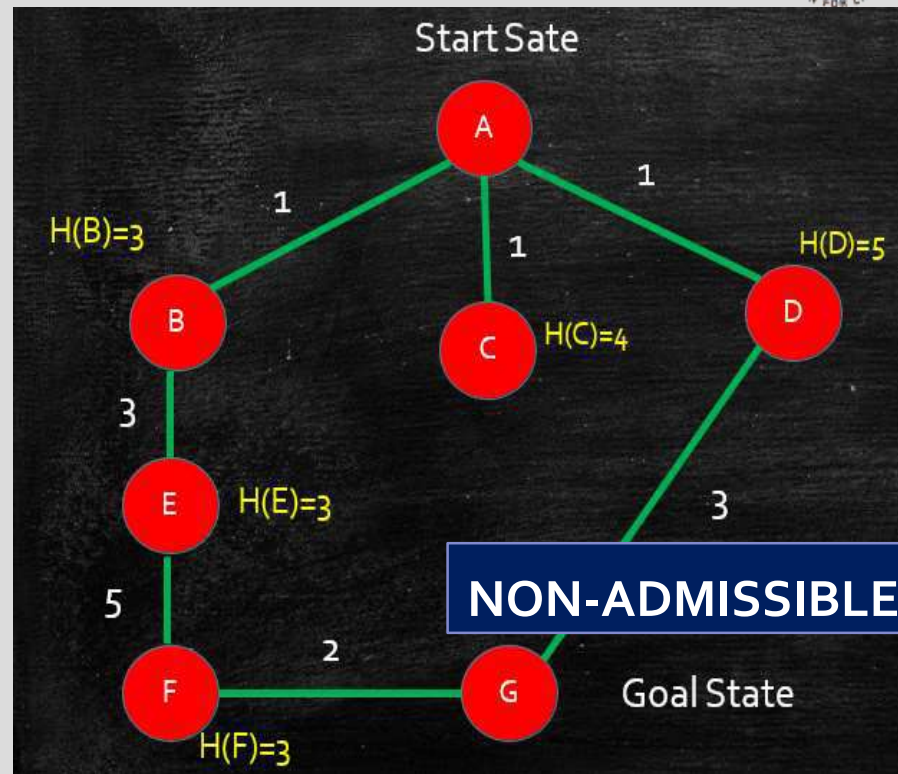 Start Sate
A
1
1
H(B)=3
1
H(D)=5
B
D
C
H(C)=4
3
E
H(E)=3
3
NON-ADMISSIBLE
5
2
F
G
Goal State
H(F)=3